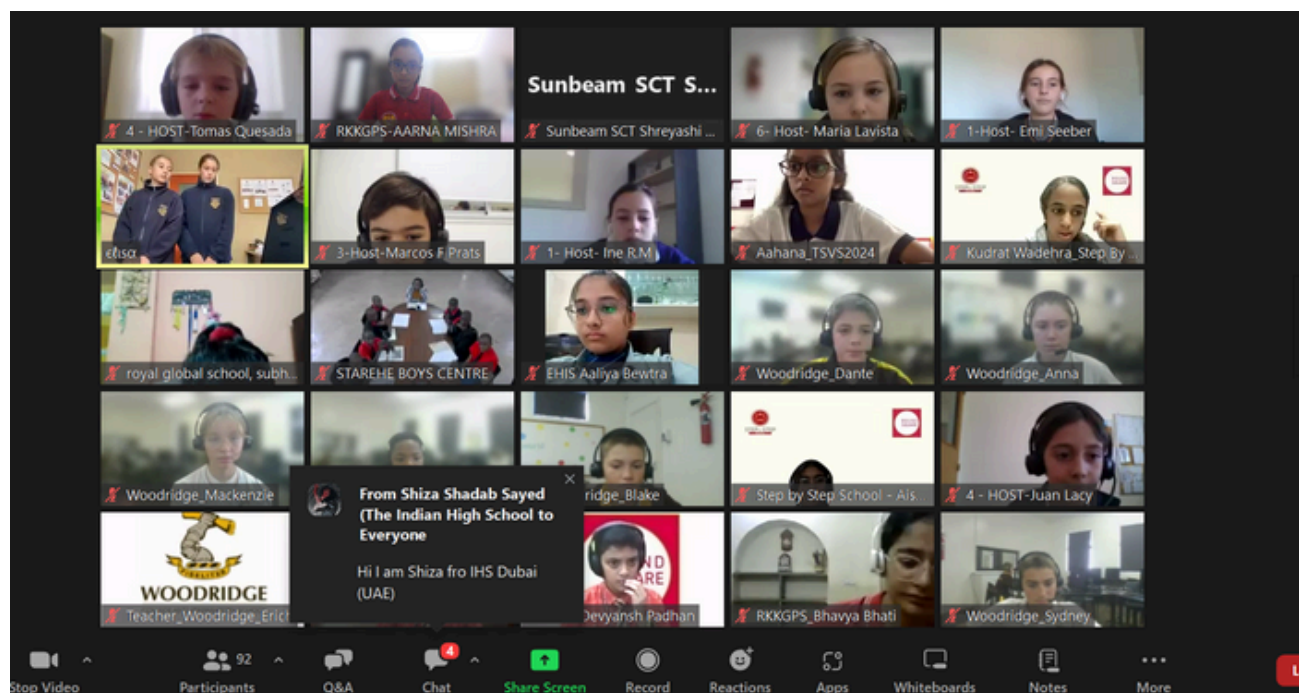 Sunbeam SCT S...
4 - HOST-Tomas Quesada
RKKGPS-AARNA MISHRA
Sunbeam SCT Shreyashi ...
6- Host- Maria Lavista
1-Host- Emi Seeber
εℓιsα
3-Host-Marcos F Prats
1- Host- Ine R.M
Aahana_TSVS2024
Kudrat Wadehra_Step By ...
royal global school, subh...
STAREHE BOYS CENTRE
EHIS Aaliya Bewtra
Woodridge_Dante
Woodridge_Anna
Woodridge_Mackenzie
ridge_Blake
Step by Step School - Ais...
4 - HOST-Juan Lacy
From Shiza Shadab Sayed
(The Indian High School to
Everyone
Hi I am Shiza fro IHS Dubai
(UAE)
WOODRIDGE
Teacher_Woodridge_Erich
Devyansh Padhan
RKKGPS_Bhavya Bhati
Woodridge_Sydney
92
4
Stop Video
Participants
Q&A
Chat
Share Screen
Record
Reactions
Apps
Whiteboards
Notes
More
L